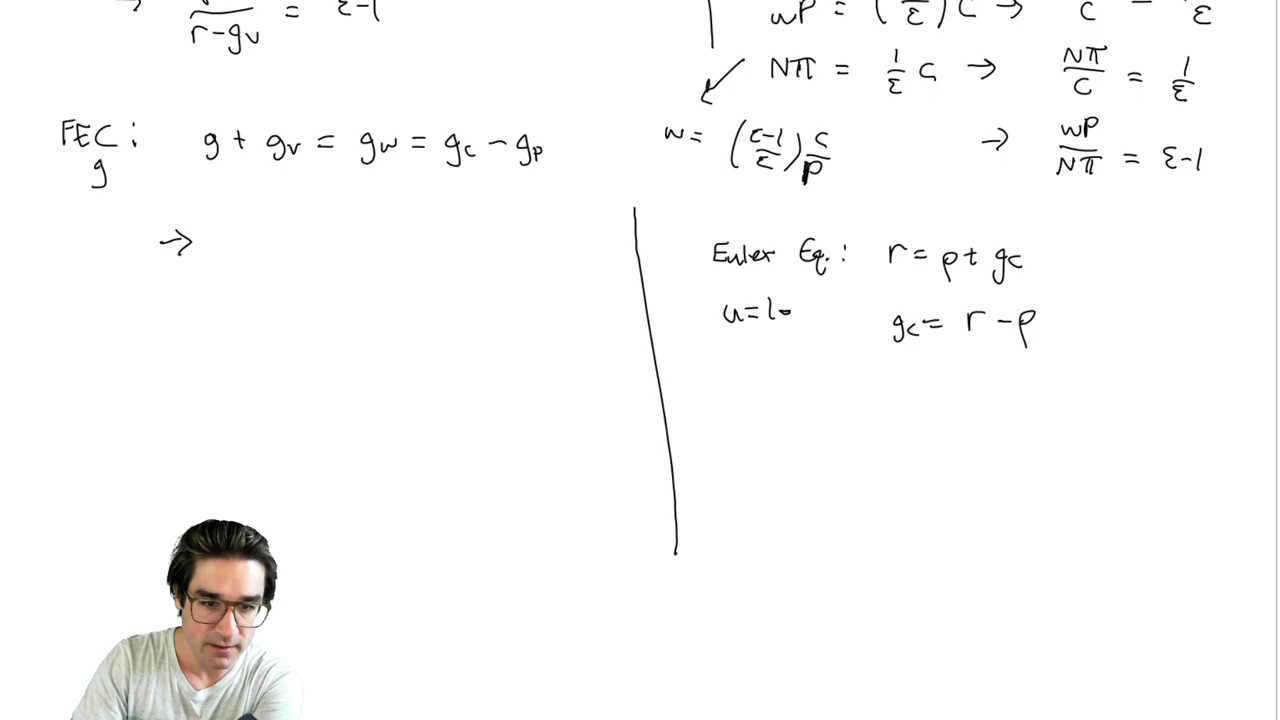 → / r-gv = ε-1
FEC: g + gv = gw = gc - gp
g
→
wP = ( / ε) C → / C = / ε
Nπ = 1/ε C → Nπ/C = 1/ε
w = (ε-1/ε) C/P → wP/Nπ = ε-1
Euler Eq.: r = ρ + gc
u=lo gc = r - ρ